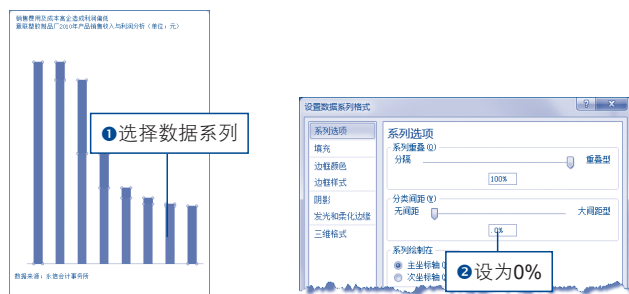 销售费用及成本高企造成利润偏低
意联塑胶制品厂2010年产品销售收入与利润分析（单位：元）
❶选择数据系列
数据来源：永信会计事务所
设置数据系列格式
系列选项
填充
边框颜色
边框样式
阴影
发光和柔化边缘
三维格式
系列选项
系列重叠(O)
分隔
重叠型
100%
分类间距(W)
无间距
大间距型
.0%
系列绘制在
主坐标轴(
次坐标轴(
❷设为0%